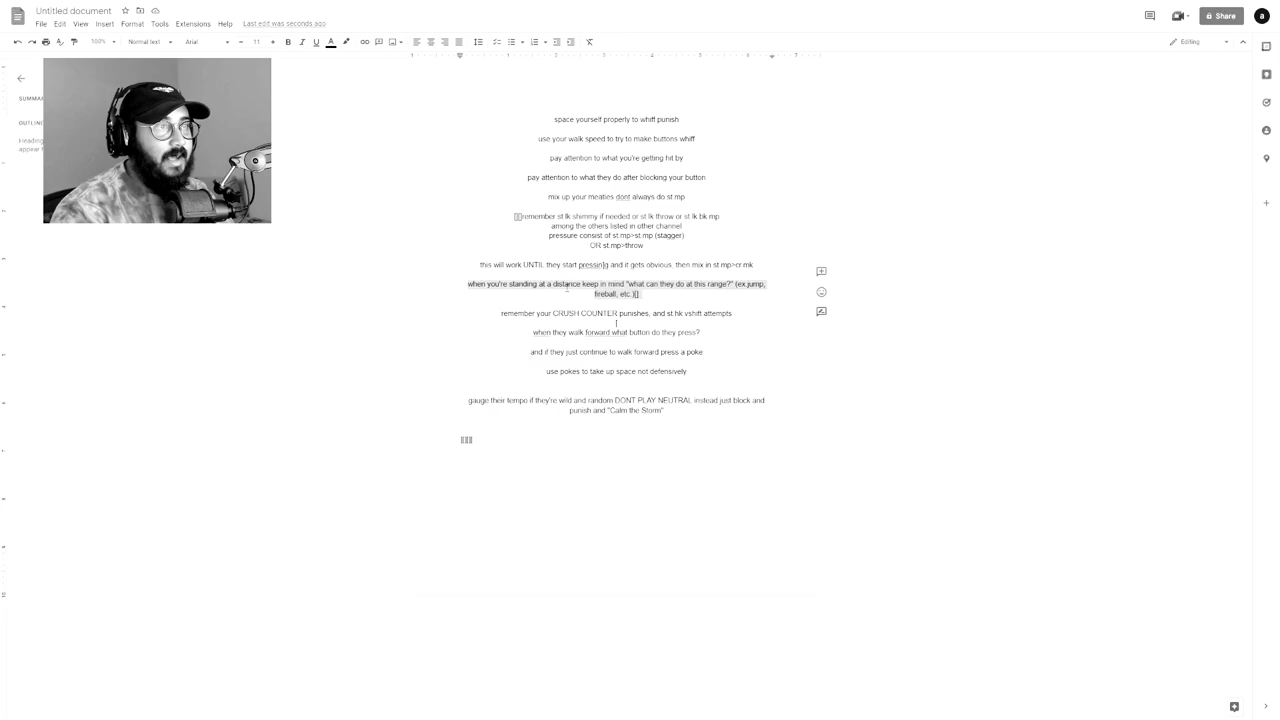 Untitled document
File Edit View Insert Format Tools Extensions Help Last edit was seconds ago
Share
a
100% Normal text Arial 11 Editing
SUMMAR
OUTLIN
Heading
appear f
space yourself properly to whiff punish
use your walk speed to try to make buttons whiff
pay attention to what you're getting hit by
pay attention to what they do after blocking your button
mix up your meaties dont always do st.mp
[][]remember st lk shimmy if needed or st lk throw or st lk bk mp
among the others listed in other channel
pressure consist of st.mp>st.mp (stagger)
OR st.mp>throw
this will work UNTIL they start pressin[g and it gets obvious, then mix in st.mp>cr.mk
when you're standing at a distance keep in mind "what can they do at this range?" (ex.jump,
fireball, etc.)[]
remember your CRUSH COUNTER punishes, and st.hk vshift attempts
when they walk forward what button do they press?
and if they just continue to walk forward press a poke
use pokes to take up space not defensively
gauge their tempo if they're wild and random DONT PLAY NEUTRAL instead just block and
punish and "Calm the Storm"